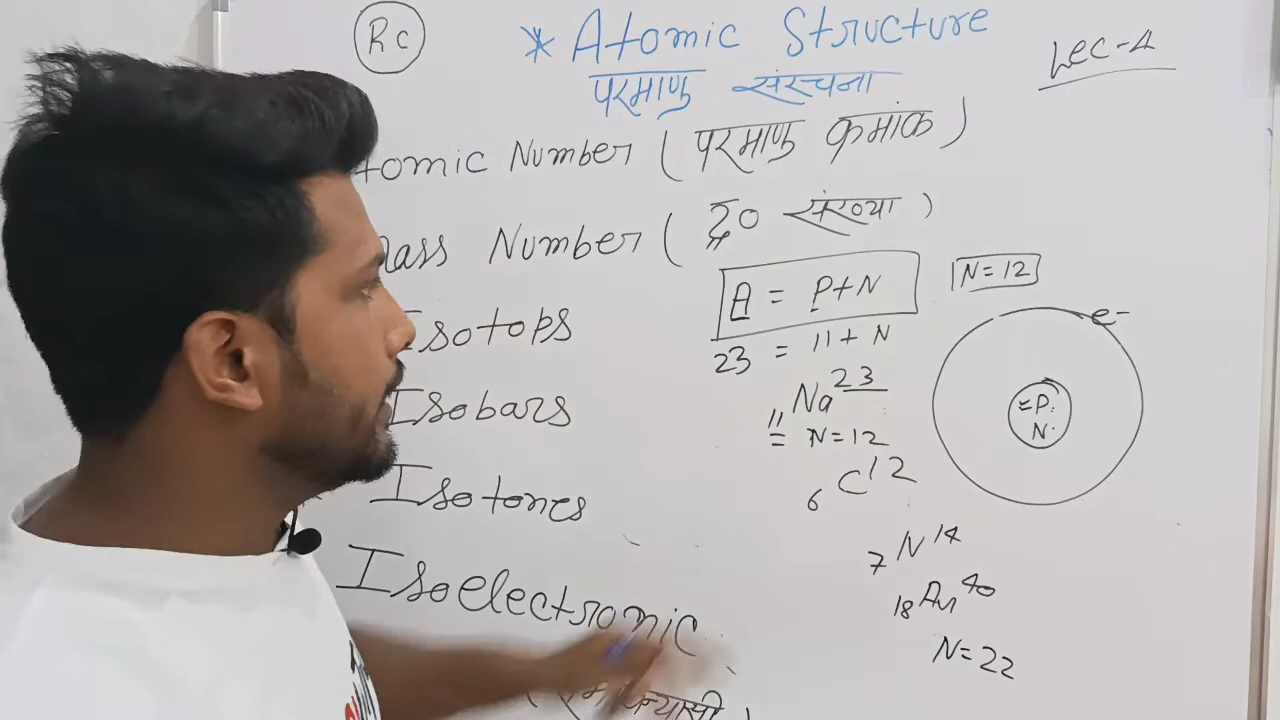 Rc
* Atomic Structure
परमाणु संरचना
Lec-4
tomic Number ( परमाणु क्रमांक )
ass Number ( द्र० संख्या )
A = P+N
N=12
23 = 11+ N
Isotops
e-
11Na23
N=12
P
N
Isobars
6C12
Isotones
7N14
18Ar40
N=22
Isoelectronic